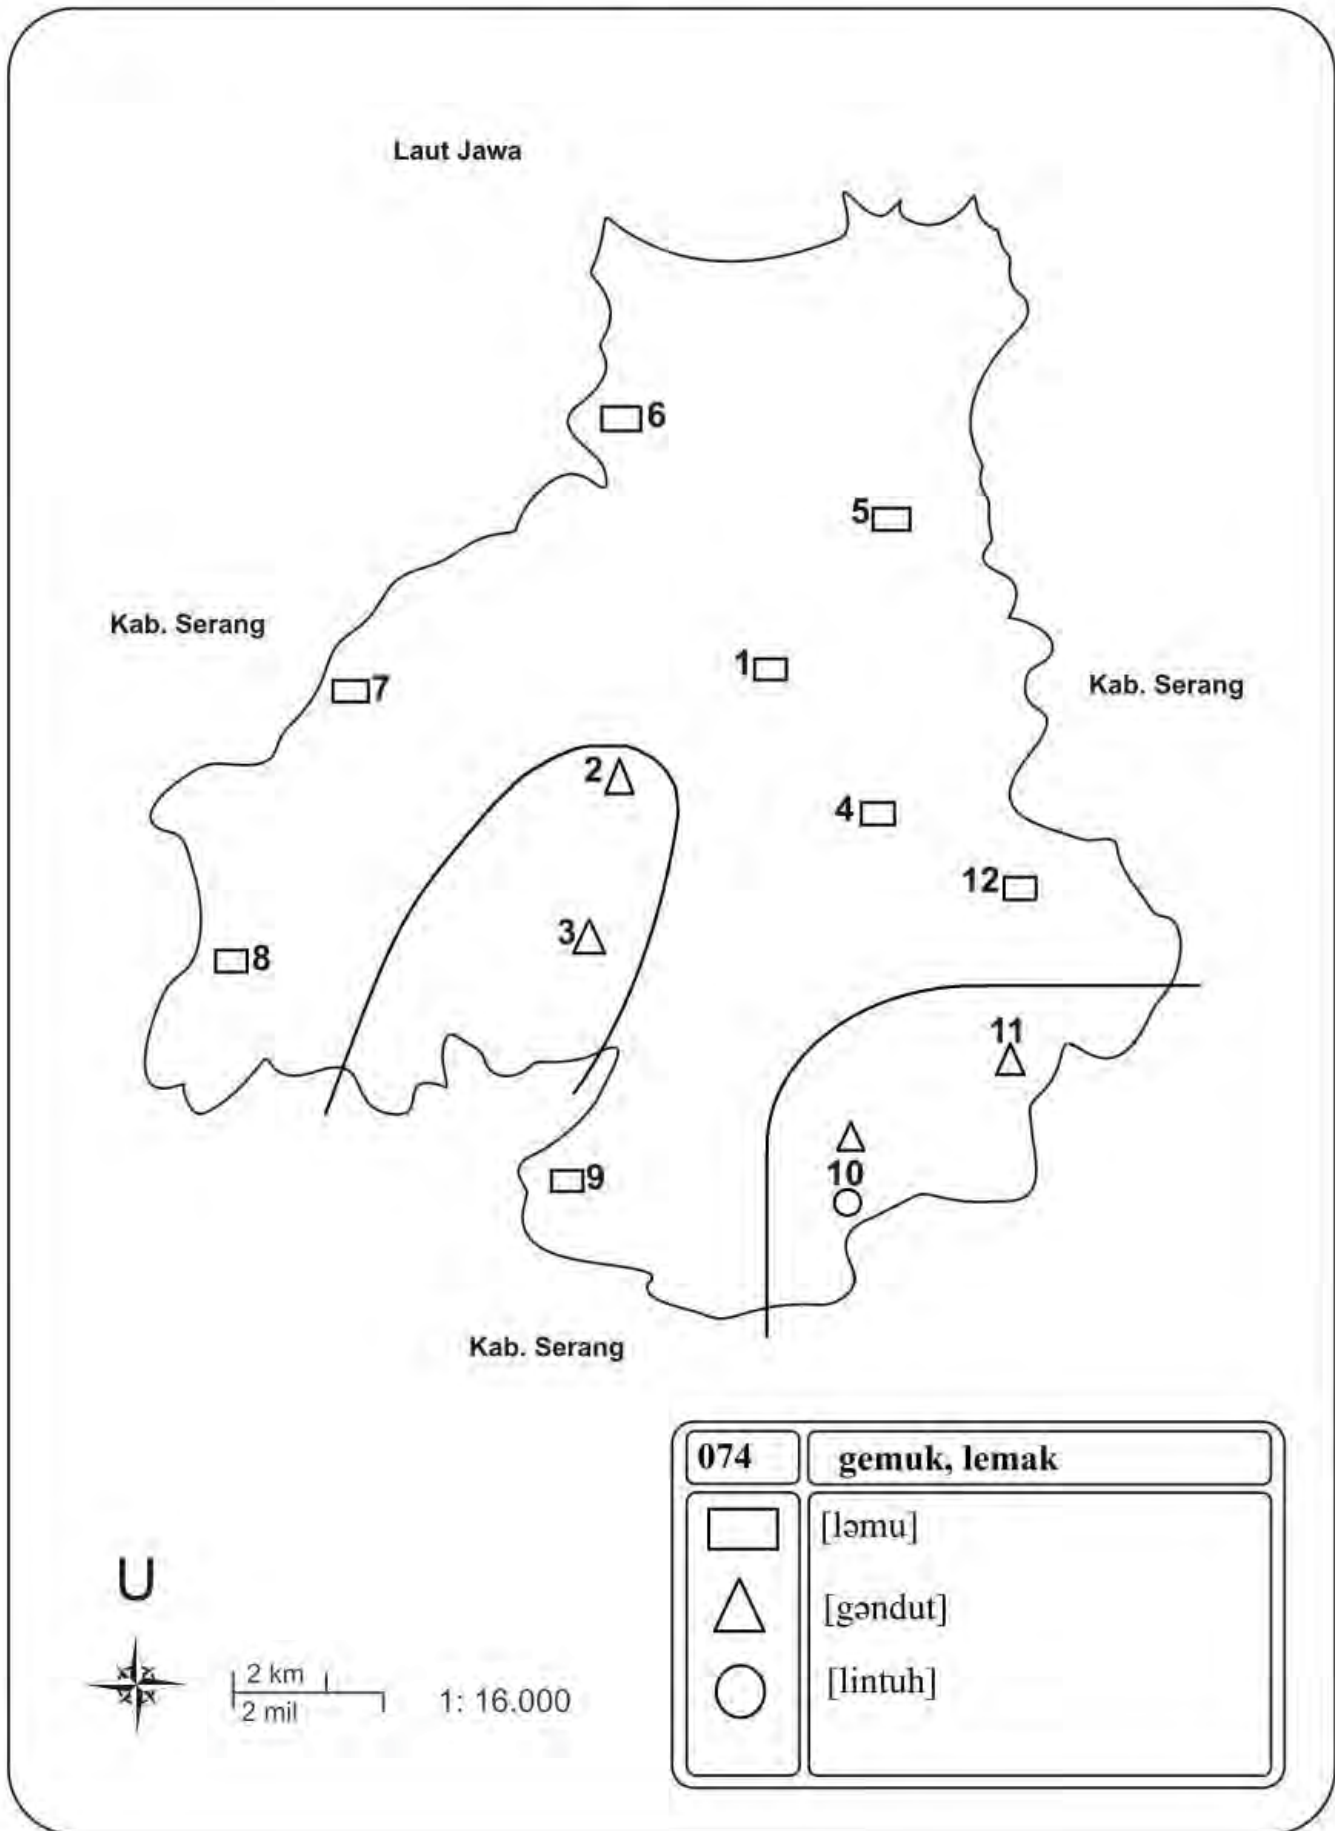 Laut Jawa
6
5
Kab. Serang
1
7
Kab. Serang
2
4
12
3
8
11
10
9
Kab. Serang
074 gemuk, lemak
[ləmu]
[gəndut]
[lintuh]
U
2 km
2 mil
1: 16.000